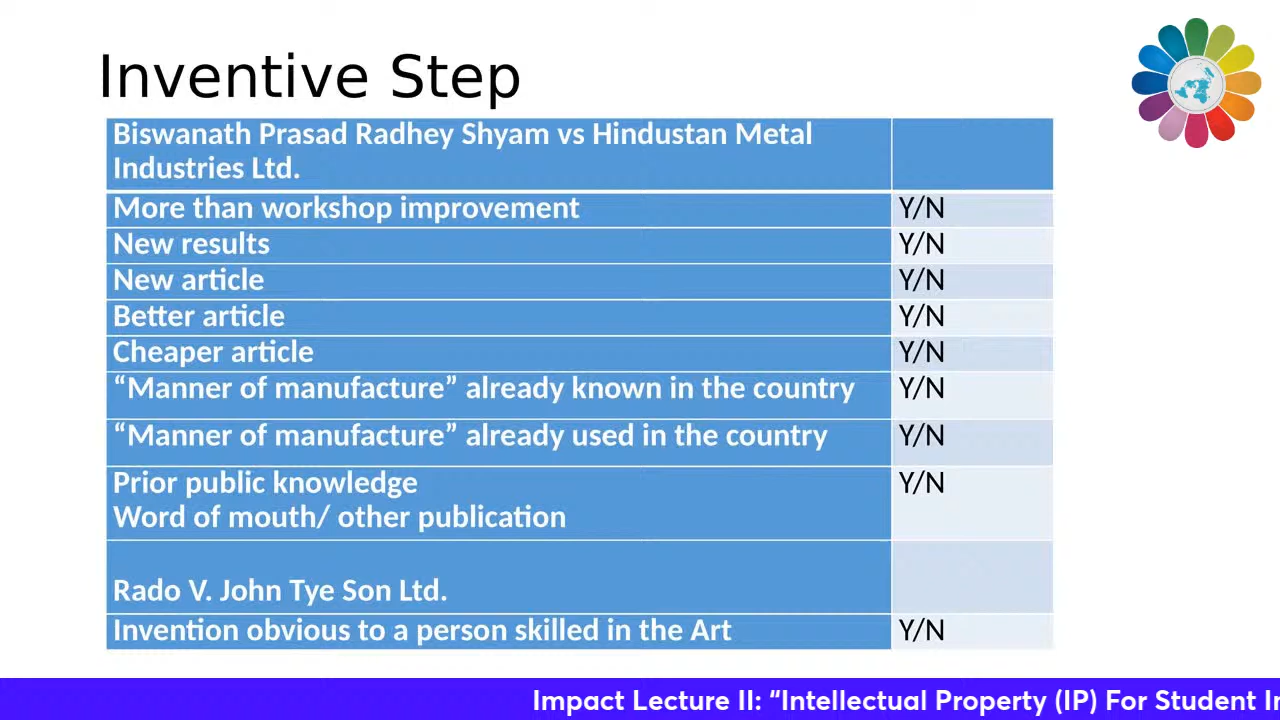 Inventive Step
Biswanath Prasad Radhey Shyam vs Hindustan Metal
Industries Ltd.
More than workshop improvement Y/N
New results Y/N
New article Y/N
Better article Y/N
Cheaper article Y/N
“Manner of manufacture” already known in the country Y/N
“Manner of manufacture” already used in the country Y/N
Prior public knowledge Y/N
Word of mouth/ other publication
Rado V. John Tye Son Ltd.
Invention obvious to a person skilled in the Art Y/N
Impact Lecture II: “Intellectual Property (IP) For Student